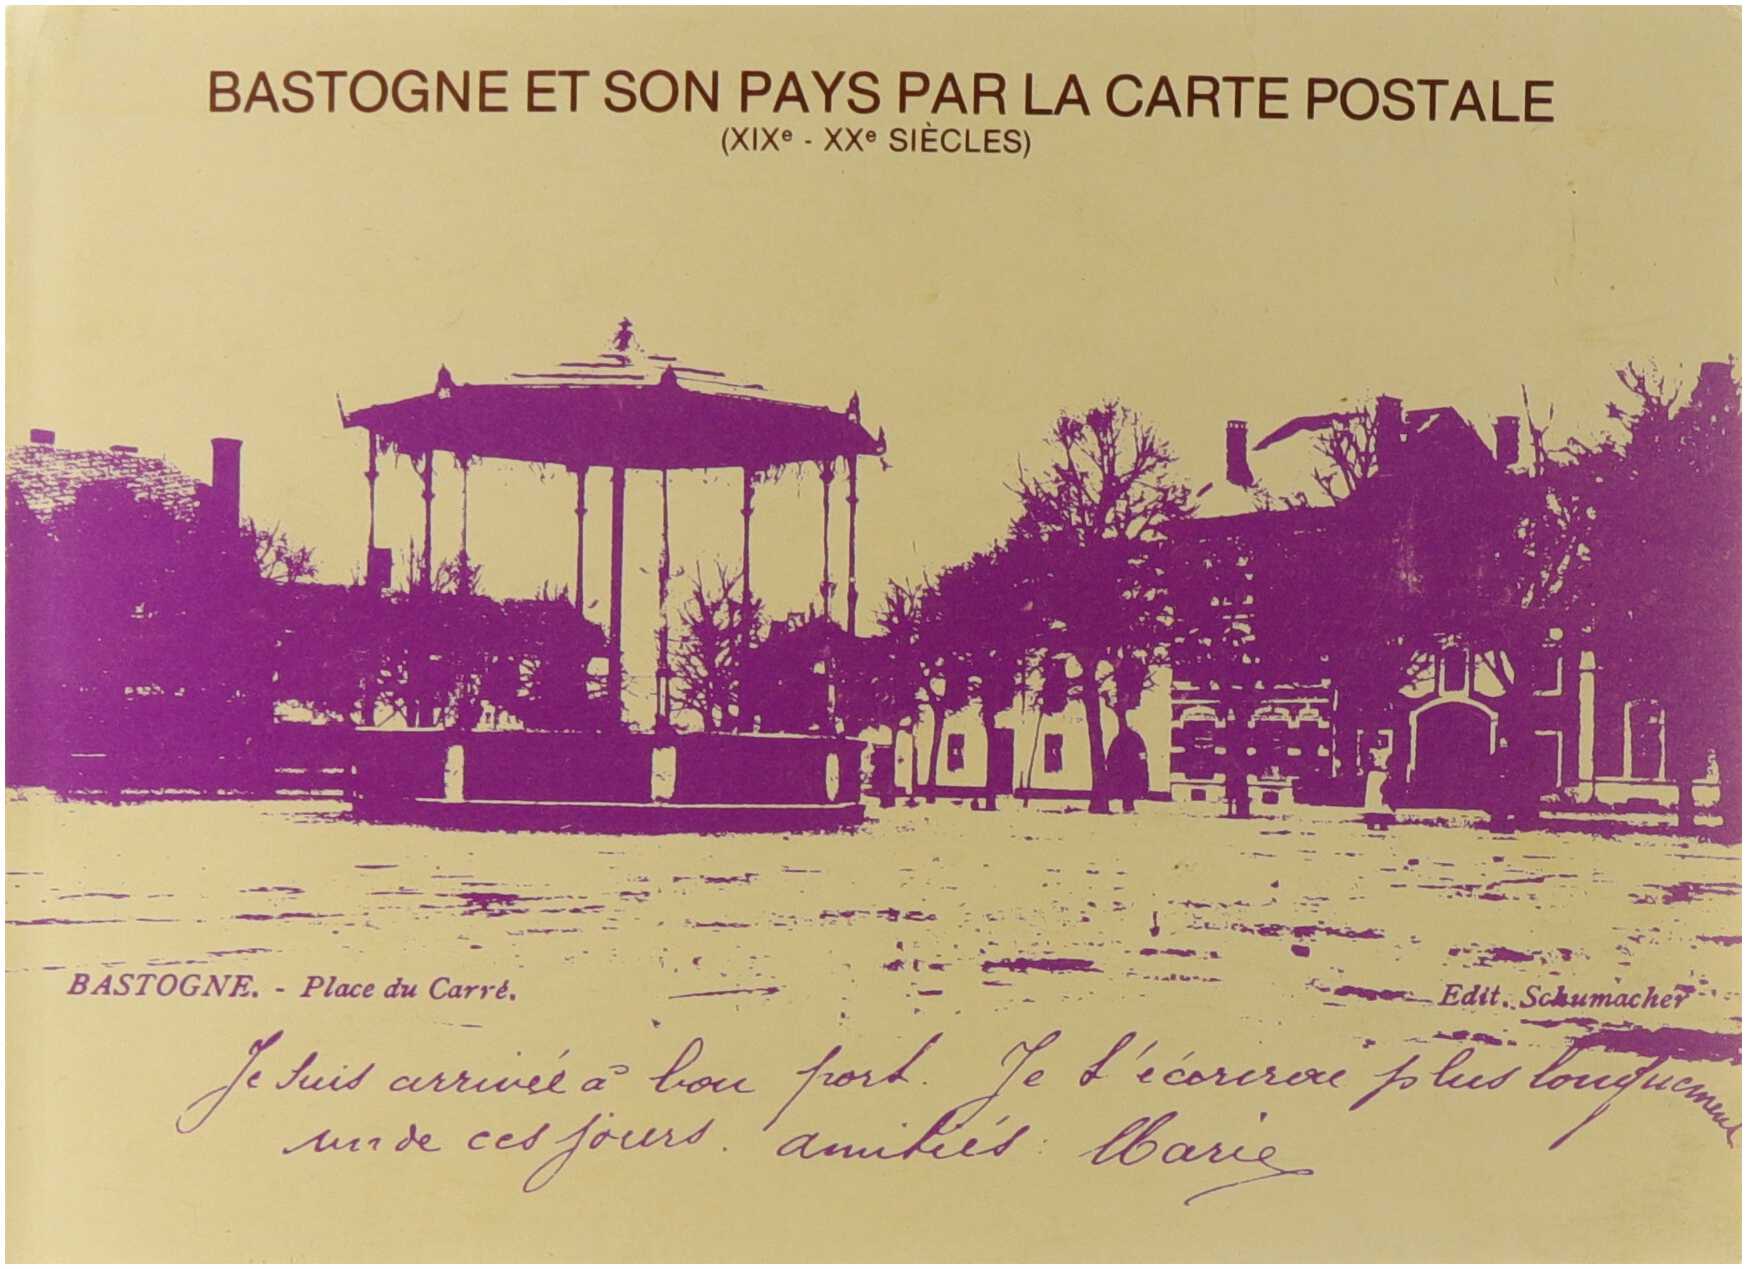 BASTOGNE ET SON PAYS PAR LA CARTE POSTALE
(XIXe - XXe SIÈCLES)
BASTOGNE. - Place du Carré.
Edit. Schumacher
Je suis arrivée à bon port. Je t'écrirai plus longuement
un de ces jours. amitiés. Marie